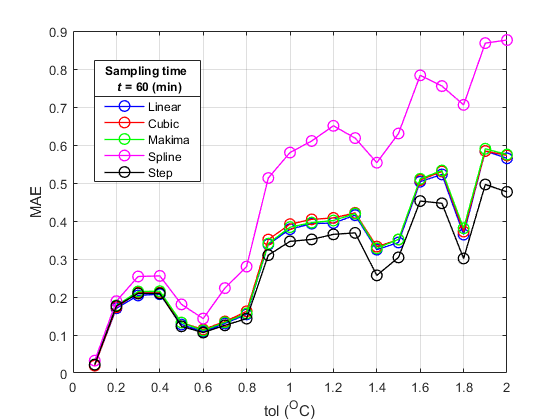 0.9
0.8
0.7
0.6
0.5
0.4
0.3
0.2
0.1
0
MAE
Sampling time
t = 60 (min)
Linear
Cubic
Makima
Spline
Step
0 0.2 0.4 0.6 0.8 1 1.2 1.4 1.6 1.8 2
tol (OC)